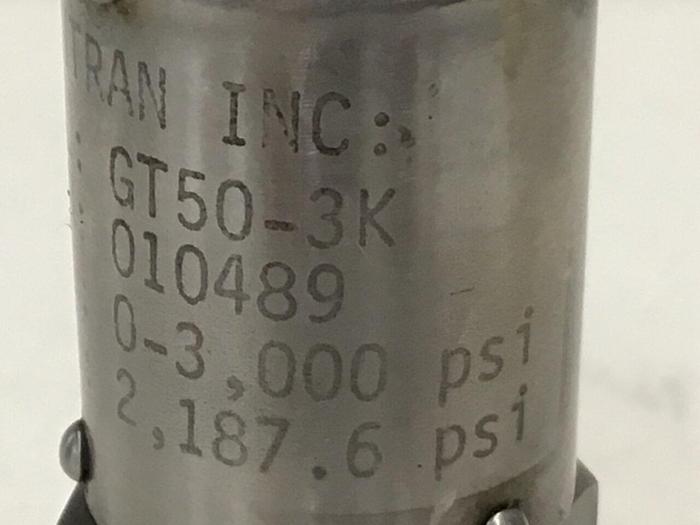 TRAN INC.
: GT50-3K
: 010489
0-3,000 psi
2,187.6 psi